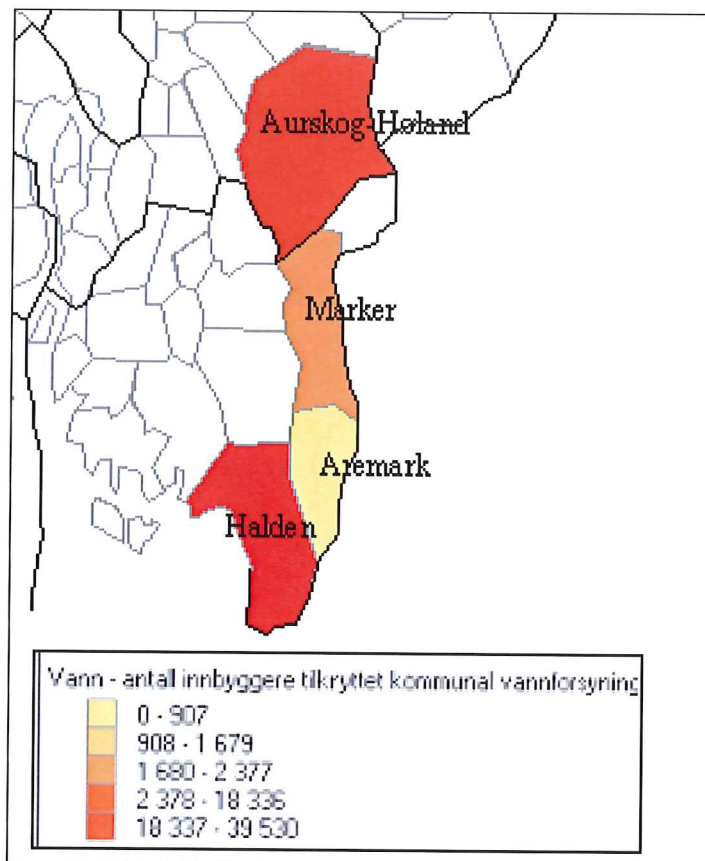 Aurskog-Høland
Marker
Aremark
Halden
Vann - antall innbyggere tilkryttet kommunal vannforsyning
0 - 907
908 - 1 679
1 680 - 2 377
2 378 - 18 336
18 337 - 39 530